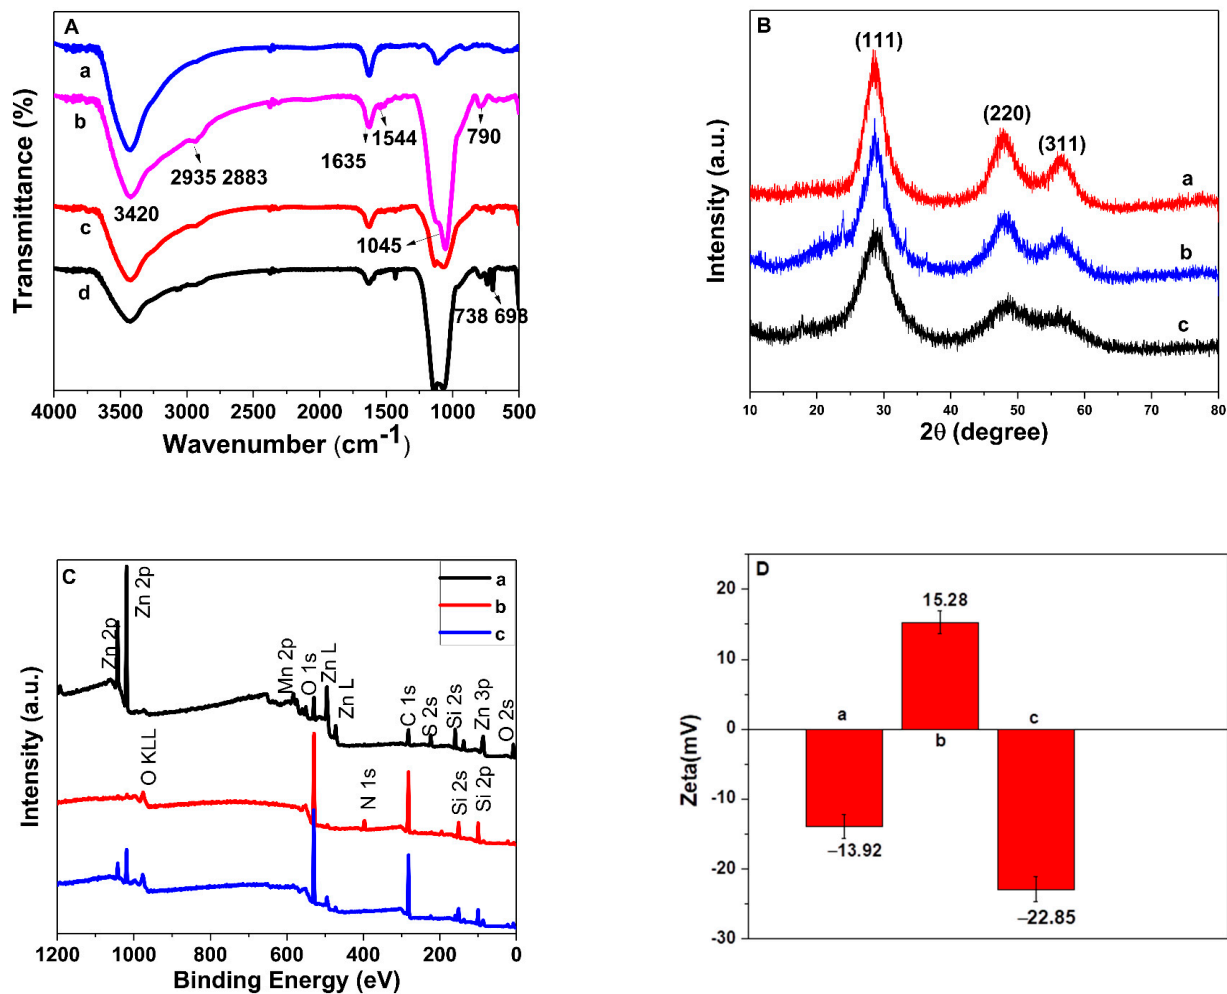 A
a
b
c
d
1544
790
1635
2935 2883
3420
1045
738 698
Transmittance (%)
4000 3500 3000 2500 2000 1500 1000 500
Wavenumber (cm-1)
B
(111)
(220)
(311)
a
b
c
Intensity (a.u.)
10 20 30 40 50 60 70 80
2θ (degree)
C
a
b
c
Zn 2p
Zn 2p
Mn 2p
O 1s
Zn L
Zn L
C 1s
S 2s
Si 2s
Zn 3p
O 2s
O KLL
N 1s
Si 2s
Si 2p
Intensity (a.u.)
1200 1000 800 600 400 200 0
Binding Energy (eV)
D
20
10
0
-10
-20
-30
Zeta(mV)
15.28
a
b
c
–13.92
–22.85